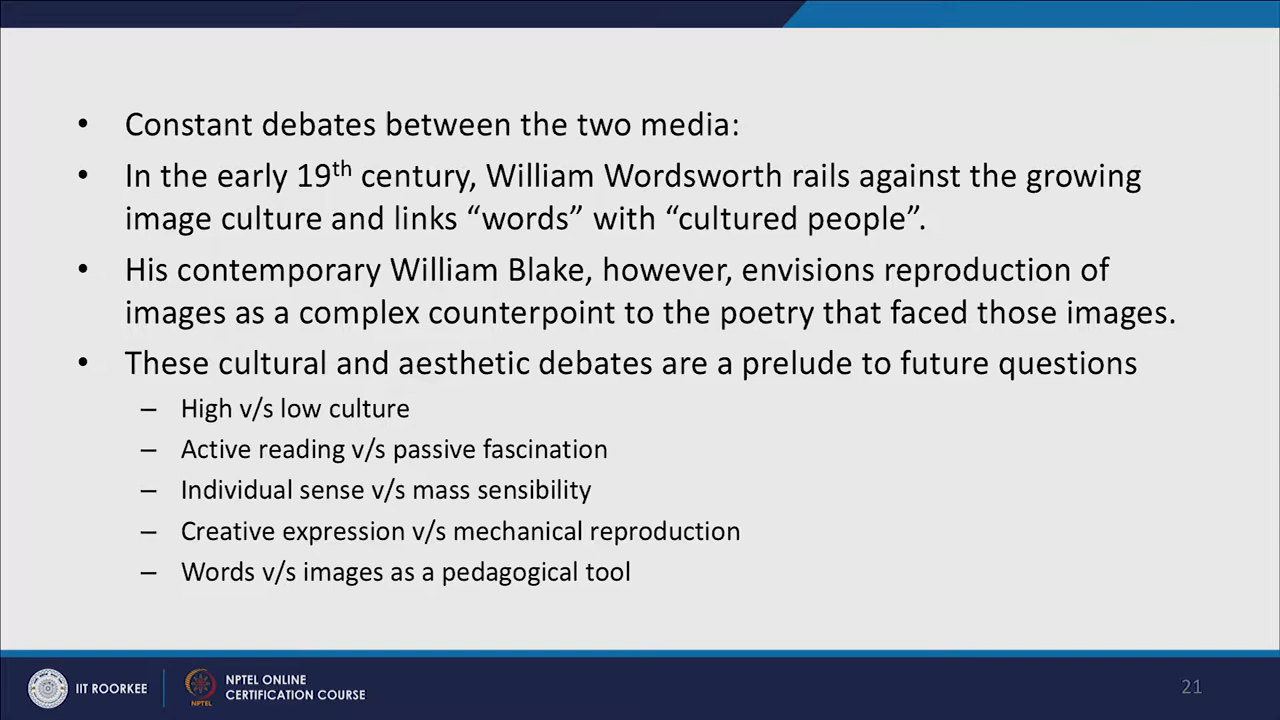 • Constant debates between the two media:
• In the early 19th century, William Wordsworth rails against the growing
image culture and links “words” with “cultured people”.
• His contemporary William Blake, however, envisions reproduction of
images as a complex counterpoint to the poetry that faced those images.
• These cultural and aesthetic debates are a prelude to future questions
– High v/s low culture
– Active reading v/s passive fascination
– Individual sense v/s mass sensibility
– Creative expression v/s mechanical reproduction
– Words v/s images as a pedagogical tool
IIT ROORKEE
NPTEL
NPTEL ONLINE
CERTIFICATION COURSE
21